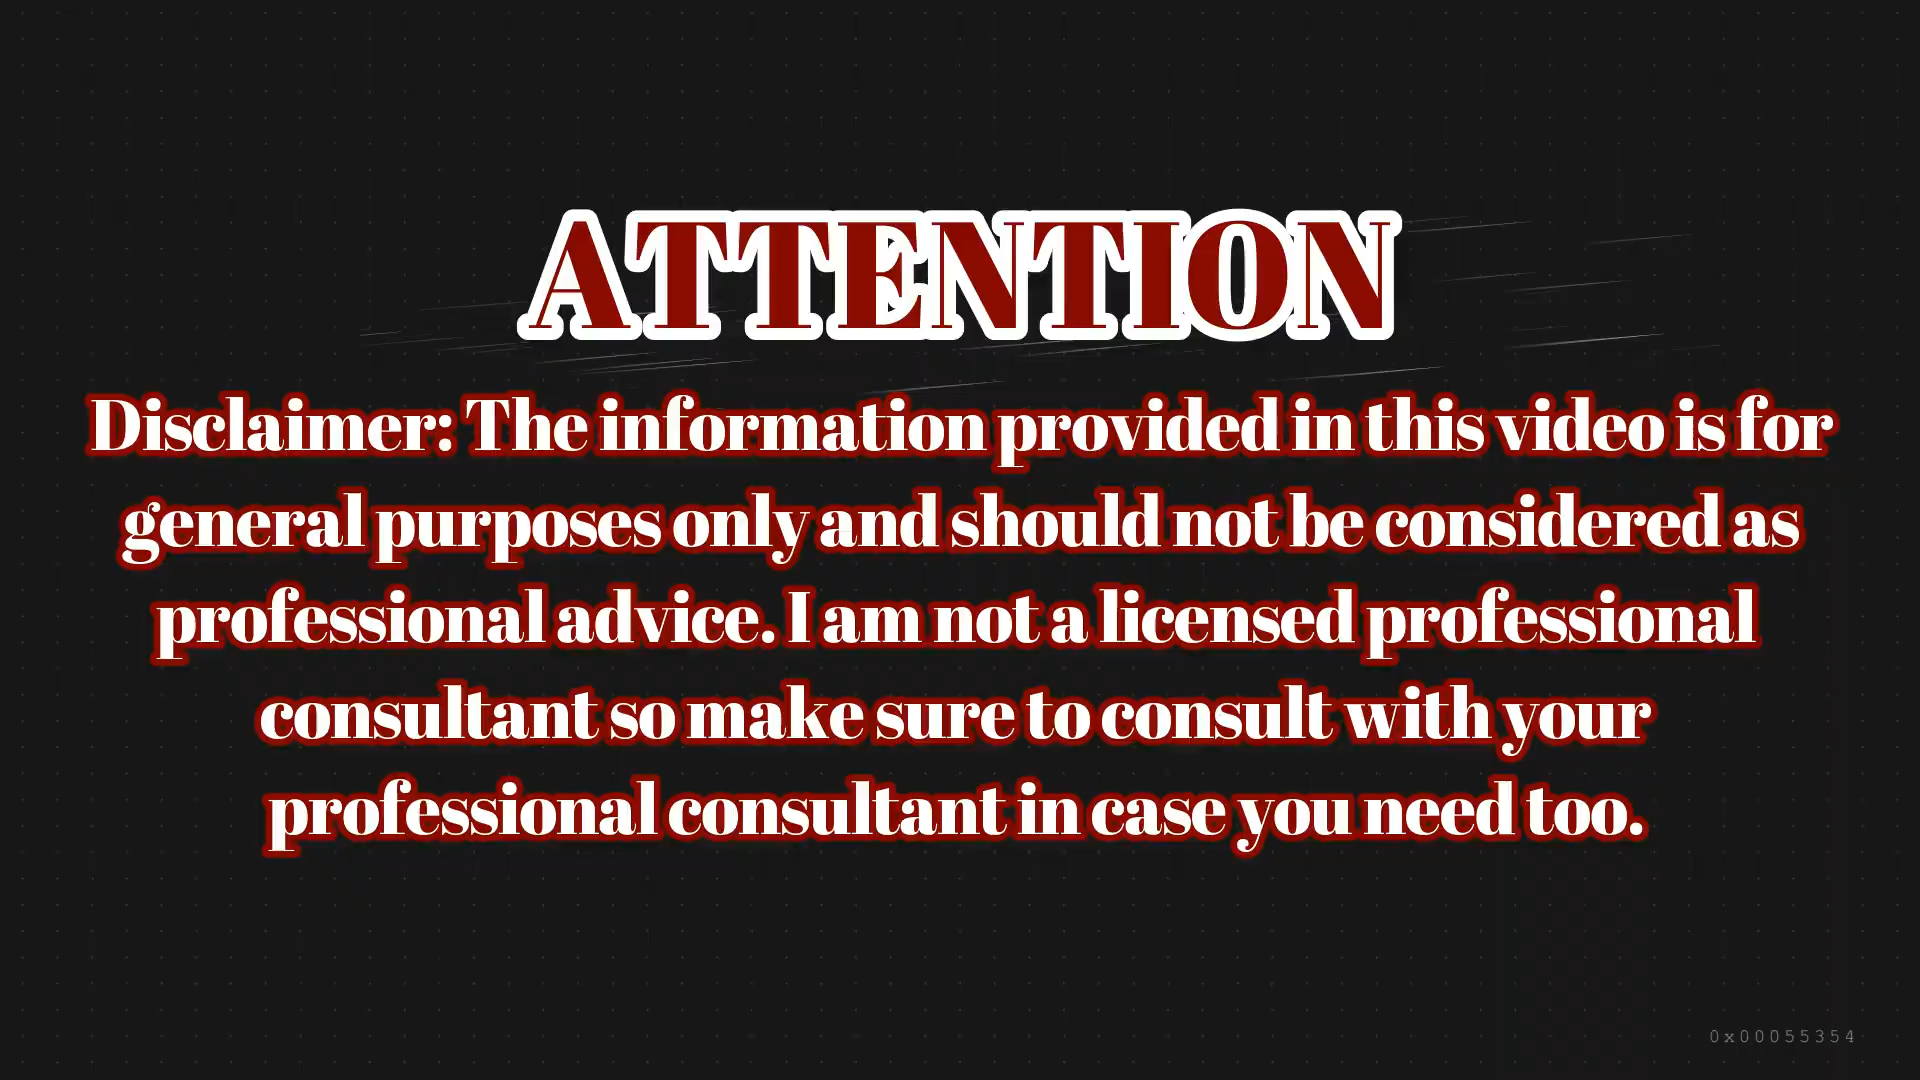 ATTENTION
Disclaimer: The information provided in this video is for
general purposes only and should not be considered as
professional advice. I am not a licensed professional
consultant so make sure to consult with your
professional consultant in case you need too.
0x00055354